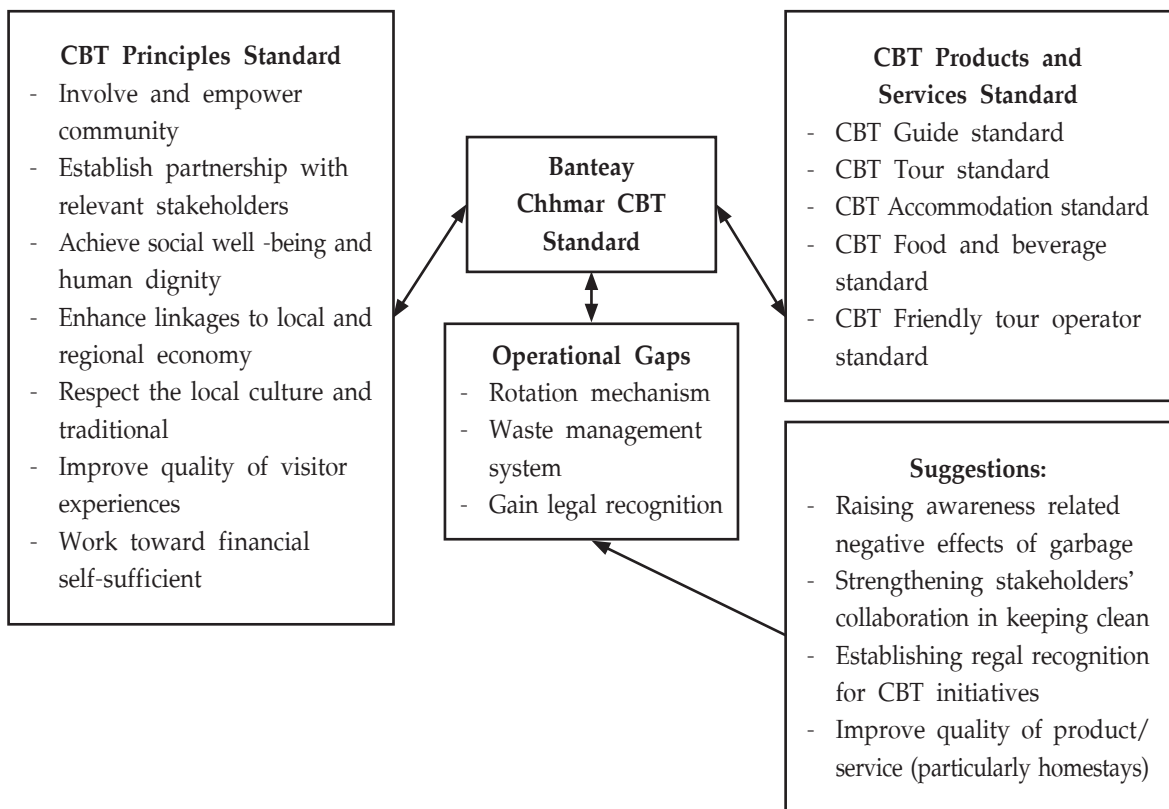 CBT Principles Standard
- Involve and empower
community
- Establish partnership with
relevant stakeholders
- Achieve social well -being and
human dignity
- Enhance linkages to local and
regional economy
- Respect the local culture and
traditional
- Improve quality of visitor
experiences
- Work toward financial
self-sufficient
Banteay
Chhmar CBT
Standard
Operational Gaps
- Rotation mechanism
- Waste management
system
- Gain legal recognition
CBT Products and
Services Standard
- CBT Guide standard
- CBT Tour standard
- CBT Accommodation standard
- CBT Food and beverage
standard
- CBT Friendly tour operator
standard
Suggestions:
- Raising awareness related
negative effects of garbage
- Strengthening stakeholders'
collaboration in keeping clean
- Establishing regal recognition
for CBT initiatives
- Improve quality of product/
service (particularly homestays)